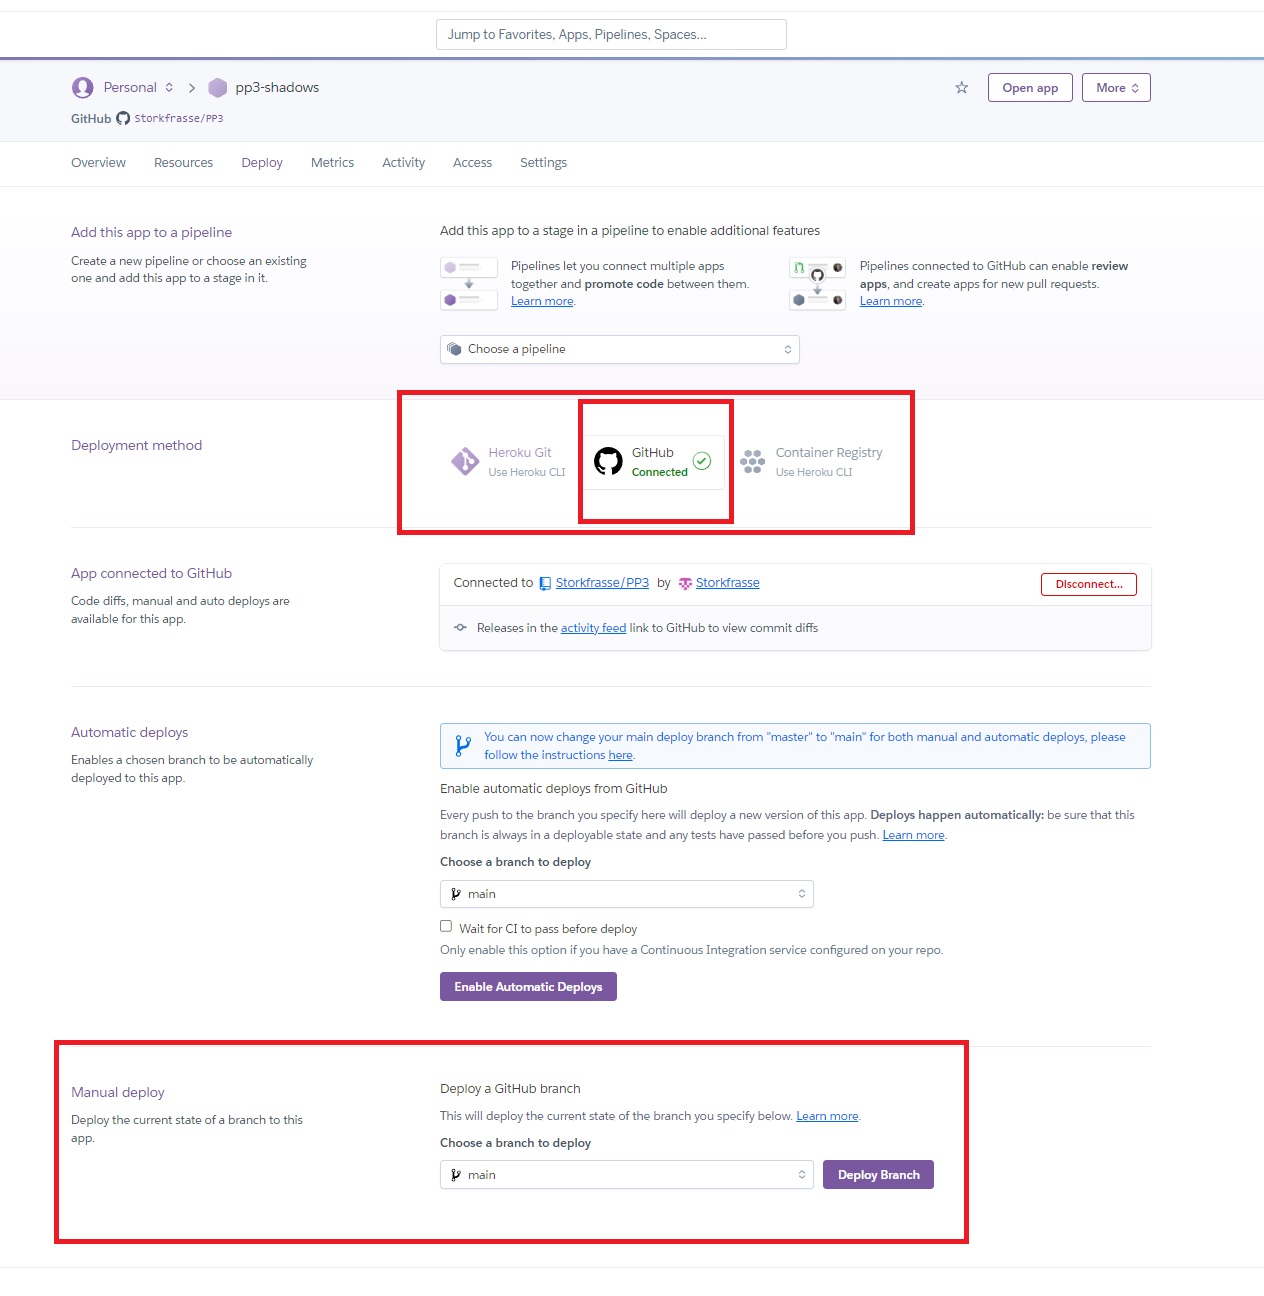 Jump to Favorites, Apps, Pipelines, Spaces...
Personal
pp3-shadows
Open app
More
GitHub Storkfrasse/PP3
Overview
Resources
Deploy
Metrics
Activity
Access
Settings
Add this app to a pipeline
Create a new pipeline or choose an existing
one and add this app to a stage in it.
Add this app to a stage in a pipeline to enable additional features
Pipelines let you connect multiple apps
together and promote code between them.
Learn more.
Pipelines connected to GitHub can enable review
apps, and create apps for new pull requests.
Learn more.
Choose a pipeline
Deployment method
Heroku Git
Use Heroku CLI
GitHub
Connected
Container Registry
Use Heroku CLI
App connected to GitHub
Code diffs, manual and auto deploys are
available for this app.
Connected to Storkfrasse/PP3 by Storkfrasse
Disconnect...
Releases in the activity feed link to GitHub to view commit diffs
Automatic deploys
Enables a chosen branch to be automatically
deployed to this app.
You can now change your main deploy branch from "master" to "main" for both manual and automatic deploys, please
follow the instructions here.
Enable automatic deploys from GitHub
Every push to the branch you specify here will deploy a new version of this app. Deploys happen automatically: be sure that this
branch is always in a deployable state and any tests have passed before you push. Learn more.
Choose a branch to deploy
main
Wait for CI to pass before deploy
Only enable this option if you have a Continuous Integration service configured on your repo.
Enable Automatic Deploys
Manual deploy
Deploy the current state of a branch to this
app.
Deploy a GitHub branch
This will deploy the current state of the branch you specify below. Learn more.
Choose a branch to deploy
main
Deploy Branch